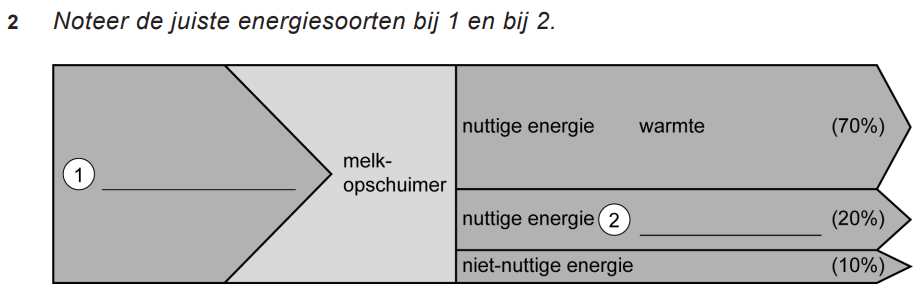 2 Noteer de juiste energiesoorten bij 1 en bij 2.
nuttige energie warmte (70%)
1
melk-
opschuimer
nuttige energie 2 (20%)
niet-nuttige energie (10%)